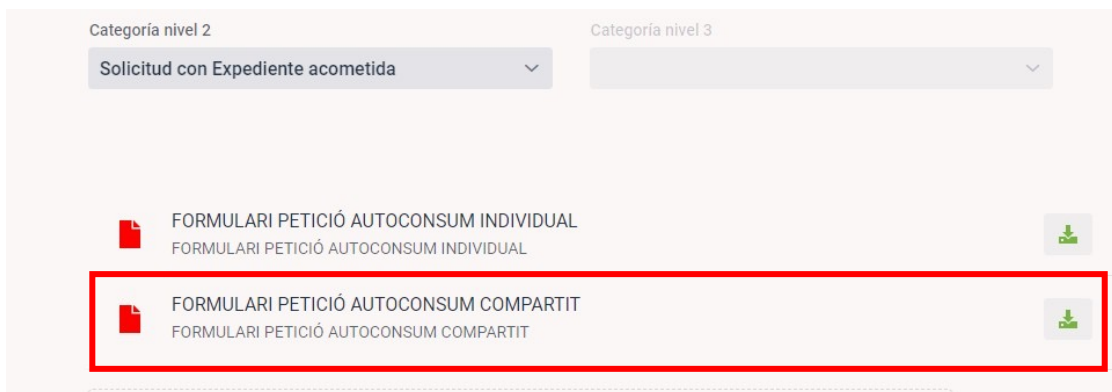 Categoría nivel 2
Categoría nivel 3
Solicitud con Expediente acometida
FORMULARI PETICIÓ AUTOCONSUM INDIVIDUAL
FORMULARI PETICIÓ AUTOCONSUM INDIVIDUAL
FORMULARI PETICIÓ AUTOCONSUM COMPARTIT
FORMULARI PETICIÓ AUTOCONSUM COMPARTIT